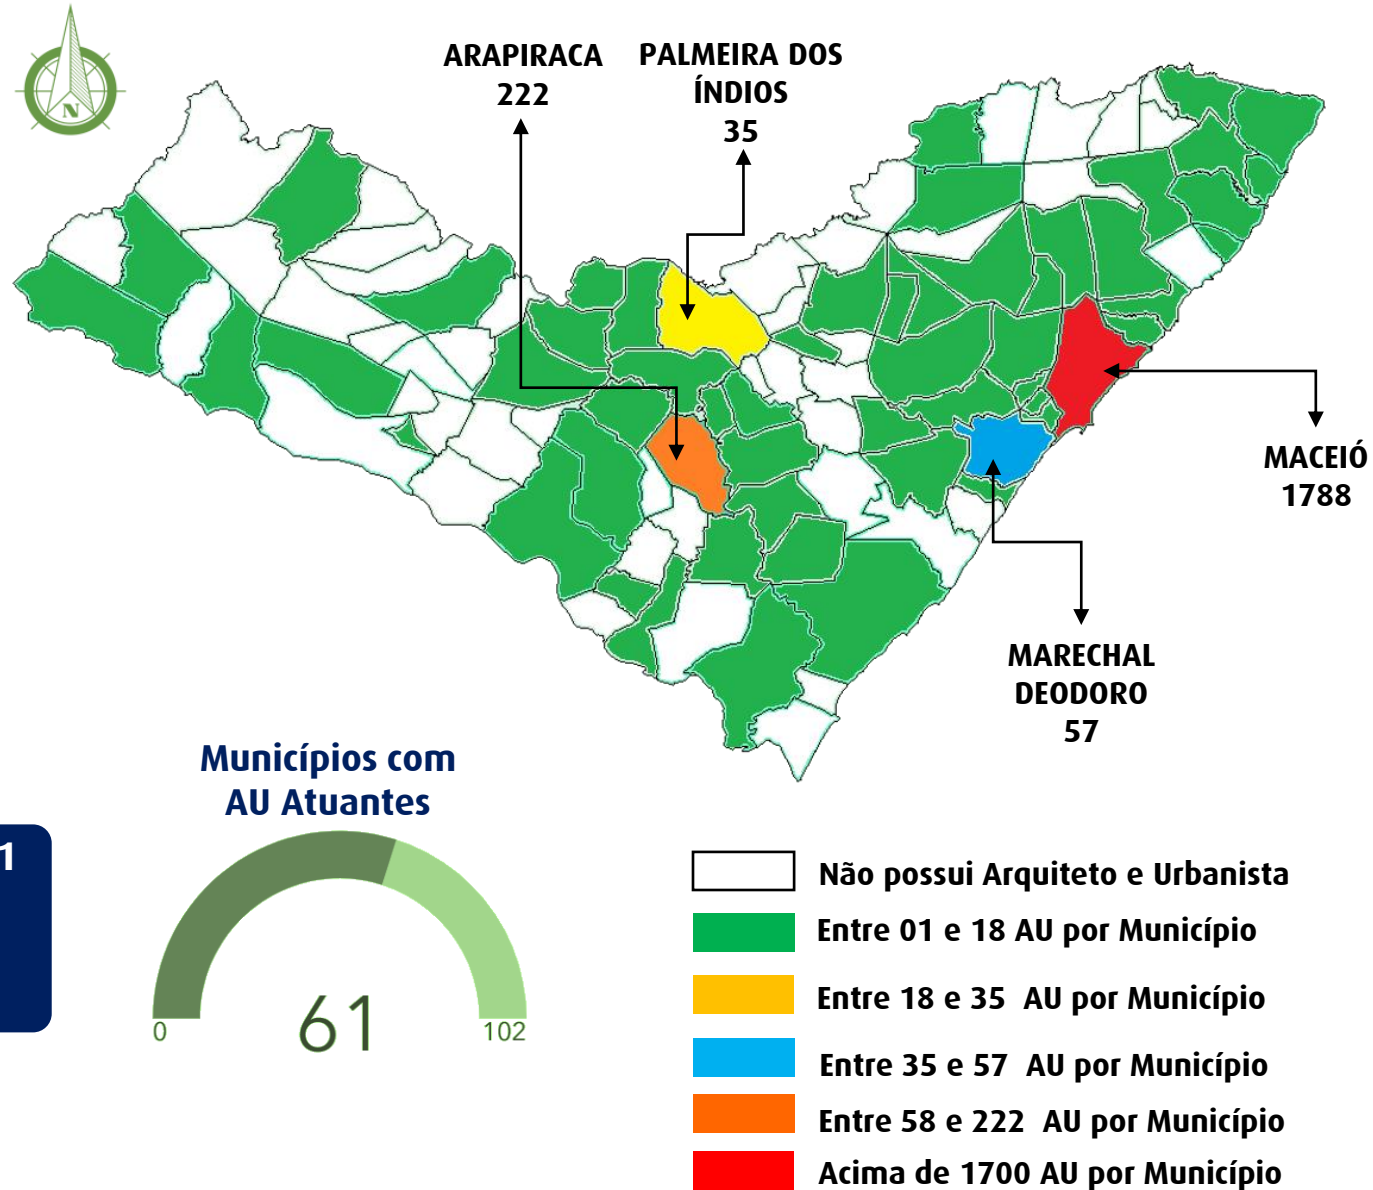 N
ARAPIRACA
222
PALMEIRA DOS
ÍNDIOS
35
MACEIÓ
1788
MARECHAL
DEODORO
57
Municípios com
AU Atuantes
61
0
102
1
Não possui Arquiteto e Urbanista
Entre 01 e 18 AU por Município
Entre 18 e 35 AU por Município
Entre 35 e 57 AU por Município
Entre 58 e 222 AU por Município
Acima de 1700 AU por Município